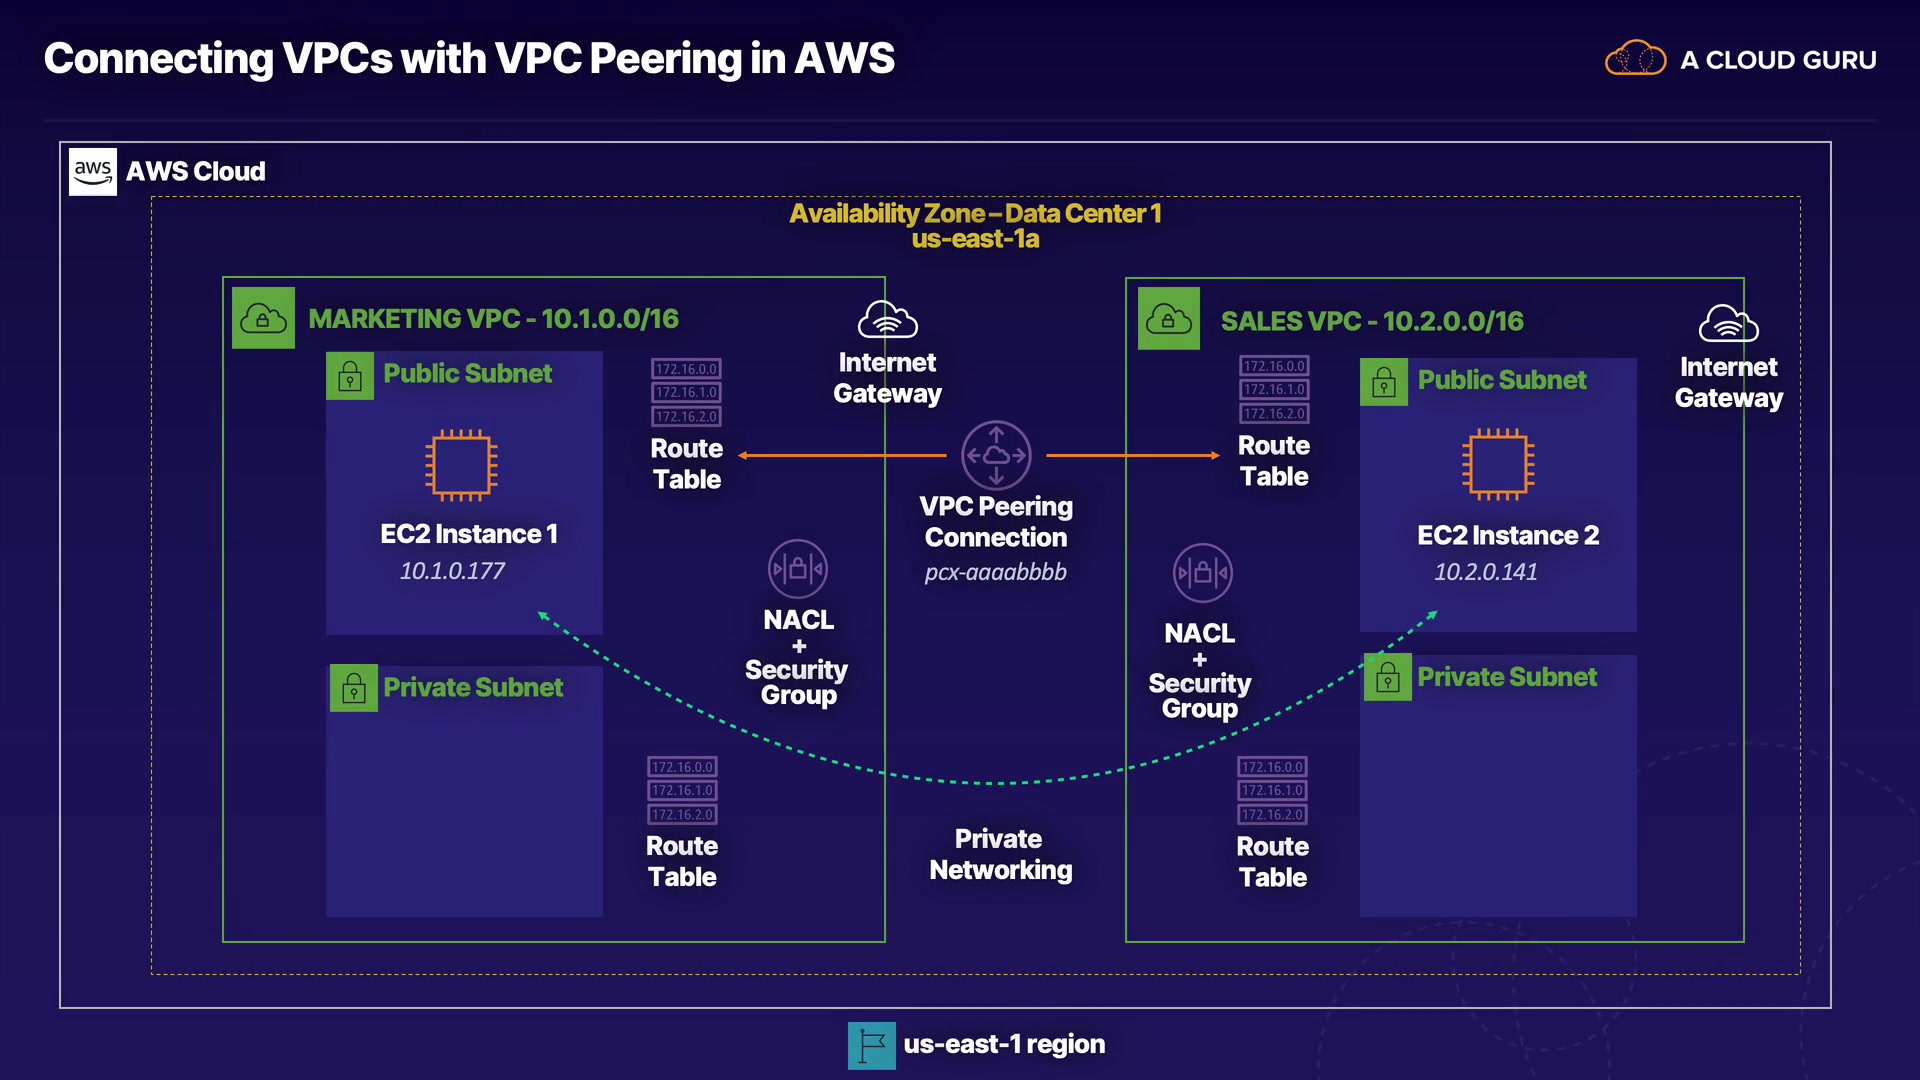 Connecting VPCs with VPC Peering in AWS
A CLOUD GURU
aws
AWS Cloud
Availability Zone – Data Center 1
us-east-1a
MARKETING VPC - 10.1.0.0/16
Public Subnet
EC2 Instance 1
10.1.0.177
Private Subnet
172.16.0.0
172.16.1.0
172.16.2.0
Route
Table
Internet
Gateway
NACL
+
Security
Group
172.16.0.0
172.16.1.0
172.16.2.0
Route
Table
VPC Peering
Connection
pcx-aaaabbbb
Private
Networking
SALES VPC - 10.2.0.0/16
172.16.0.0
172.16.1.0
172.16.2.0
Route
Table
NACL
+
Security
Group
172.16.0.0
172.16.1.0
172.16.2.0
Route
Table
Public Subnet
EC2 Instance 2
10.2.0.141
Private Subnet
Internet
Gateway
us-east-1 region